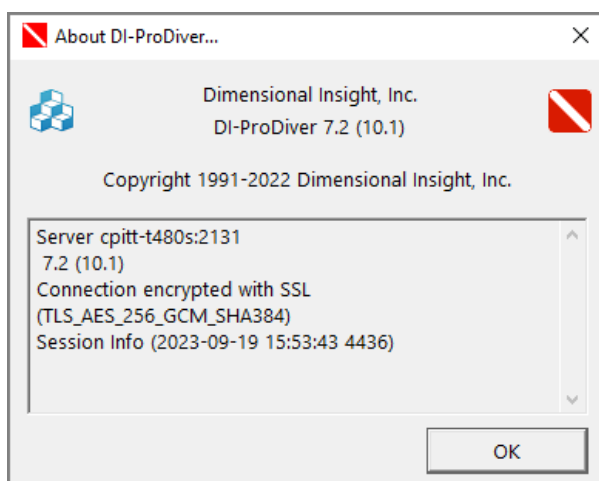 About DI-ProDiver...
Dimensional Insight, Inc.
DI-ProDiver 7.2 (10.1)
Copyright 1991-2022 Dimensional Insight, Inc.
Server cpitt-t480s:2131
7.2 (10.1)
Connection encrypted with SSL
(TLS_AES_256_GCM_SHA384)
Session Info (2023-09-19 15:53:43 4436)
OK